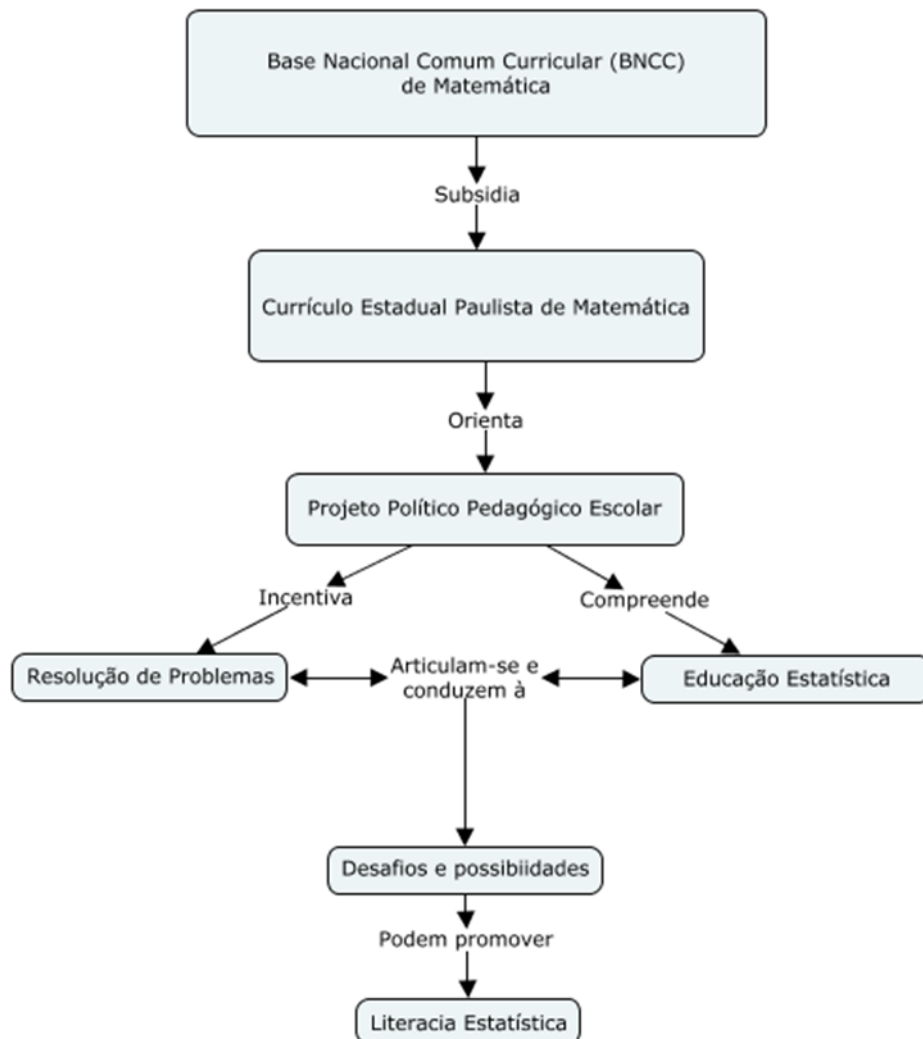 Base Nacional Comum Curricular (BNCC)
de Matemática
Subsidia
Currículo Estadual Paulista de Matemática
Orienta
Projeto Político Pedagógico Escolar
Incentiva
Compreende
Resolução de Problemas
Articulam-se e
conduzem à
Educação Estatística
Desafios e possibiidades
Podem promover
Literacia Estatística